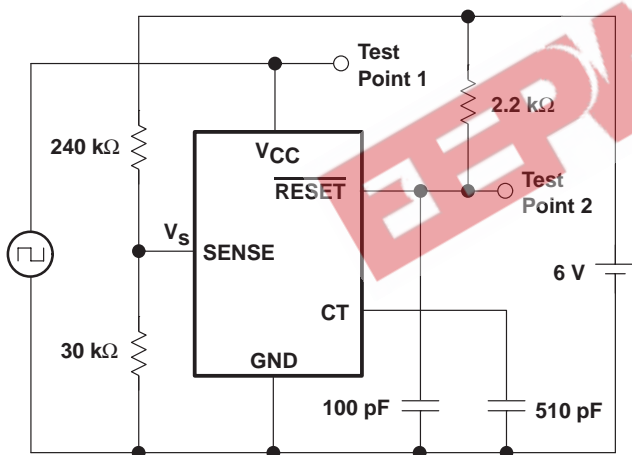 Test
Point 1
2.2 kΩ
240 kΩ
VCC
RESET
Test
Point 2
VS
SENSE
6 V
CT
30 kΩ
GND
100 pF
510 pF